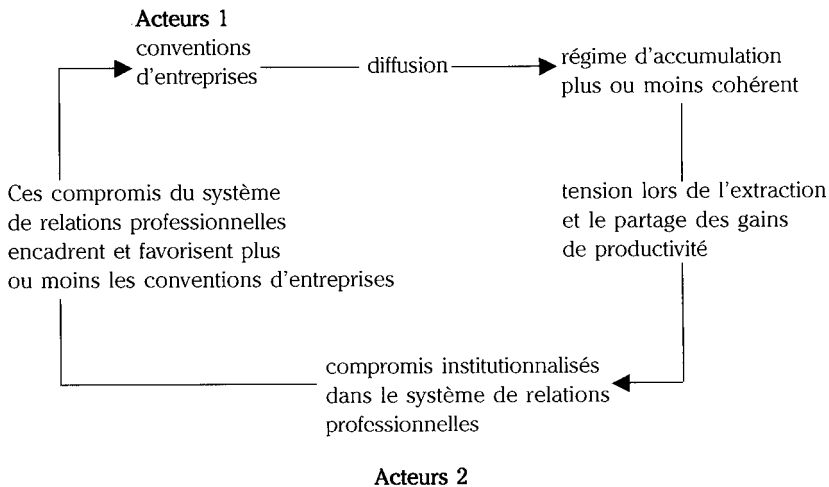 Acteurs 1
conventions
d'entreprises
diffusion
régime d'accumulation
plus ou moins cohérent
tension lors de l'extraction
et le partage des gains
de productivité
compromis institutionnalisés
dans le système de relations
professionnelles
Acteurs 2
Ces compromis du système
de relations professionnelles
encadrent et favorisent plus
ou moins les conventions d'entreprises